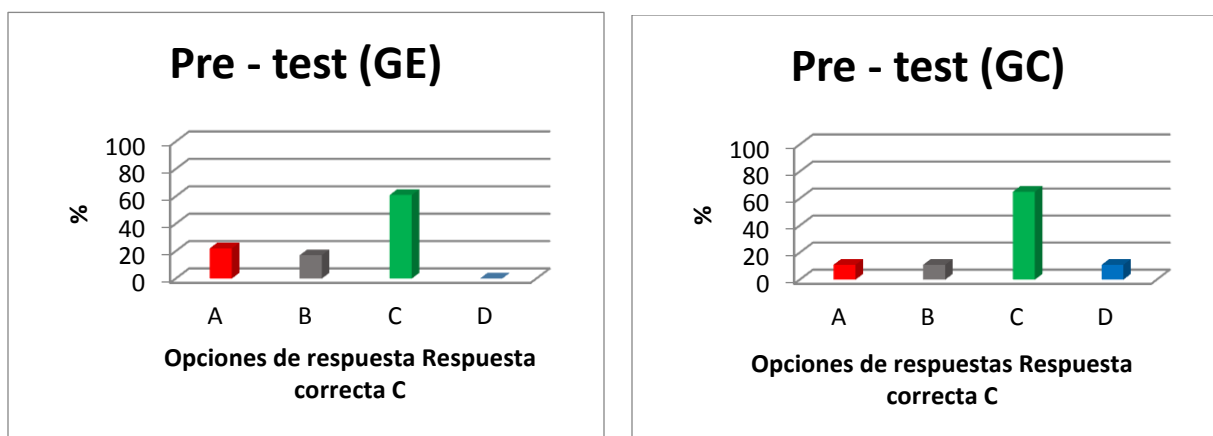 Pre - test (GE)
100
80
60
40
20
0
%
A B C D
Opciones de respuesta Respuesta
correcta C
Pre - test (GC)
100
80
60
40
20
0
%
A B C D
Opciones de respuestas Respuesta
correcta C